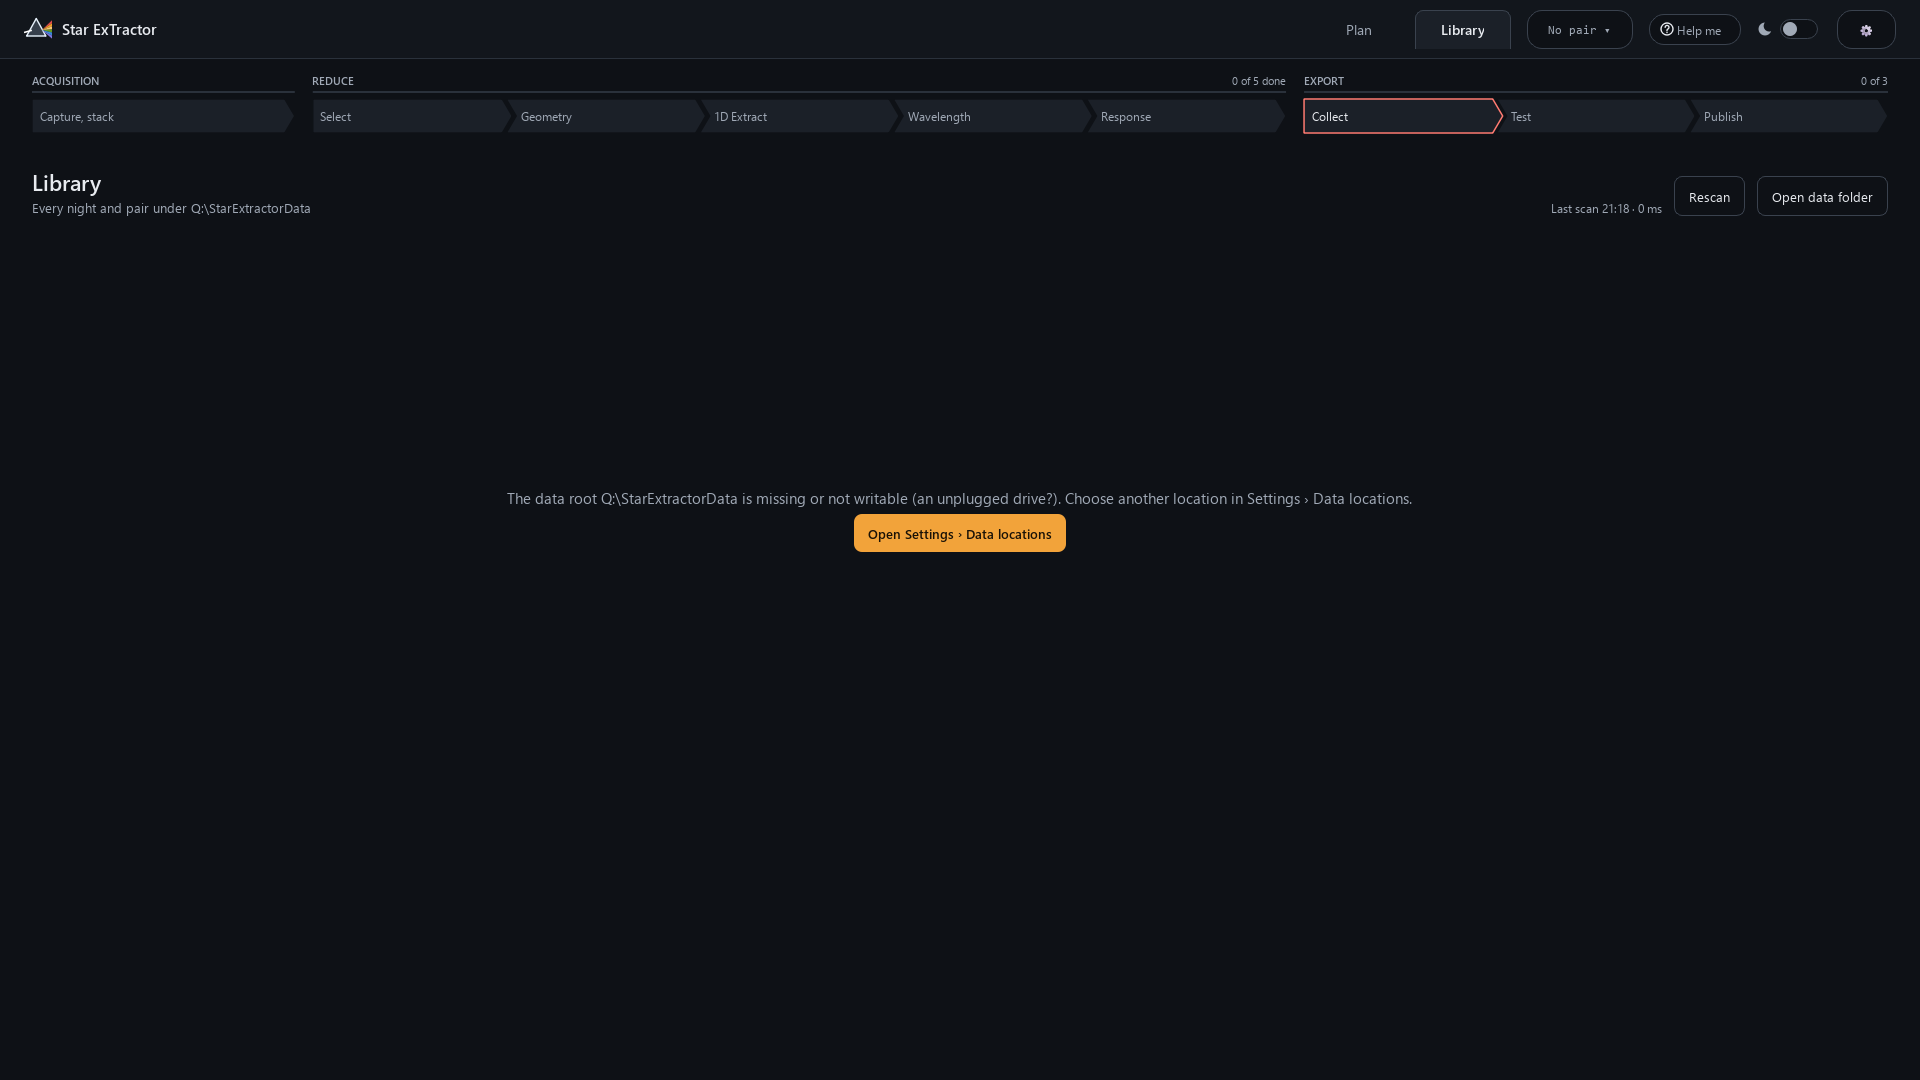 Star ExTractor
Plan
Library
No pair ▾
Help me
ACQUISITION
REDUCE
0 of 5 done
EXPORT
0 of 3
Capture, stack
Select
Geometry
1D Extract
Wavelength
Response
Collect
Test
Publish
Library
Every night and pair under Q:\StarExtractorData
Last scan 21:18 · 0 ms
Rescan
Open data folder
The data root Q:\StarExtractorData is missing or not writable (an unplugged drive?). Choose another location in Settings › Data locations.
Open Settings › Data locations